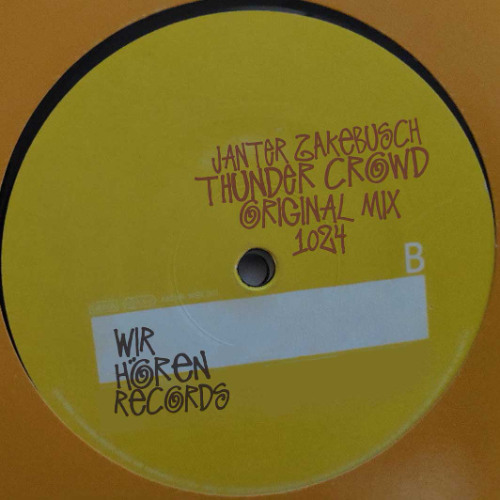 JANTER ZAKEBUSCH
THUNDER CROWD
ORIGINAL MIX
1024
B
WIR
HÖREN
RECORDS